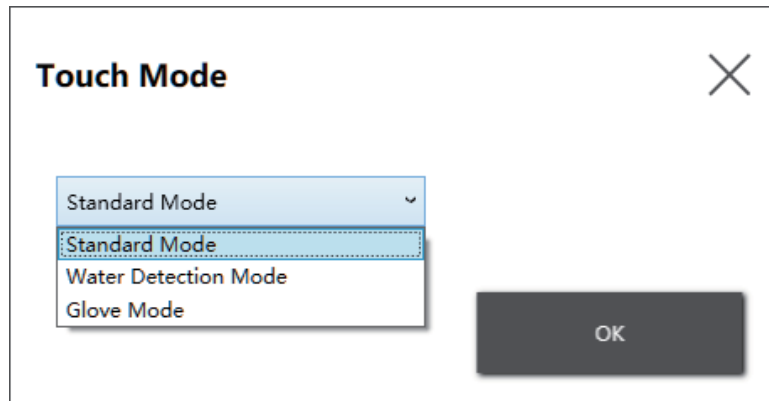 Touch Mode
Standard Mode
Standard Mode
Water Detection Mode
Glove Mode
OK